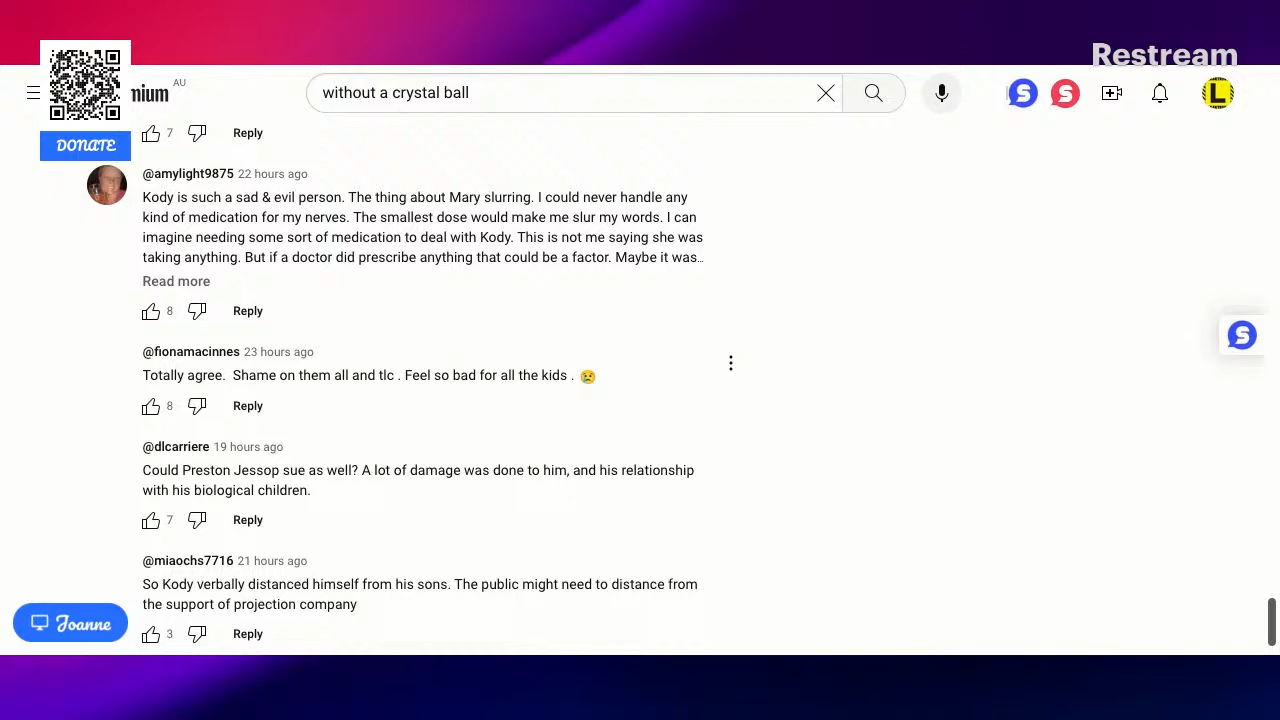 Restream
AU
mium
without a crystal ball
L
DONATE
7
Reply
@amylight9875 22 hours ago
Kody is such a sad & evil person. The thing about Mary slurring. I could never handle any
kind of medication for my nerves. The smallest dose would make me slur my words. I can
imagine needing some sort of medication to deal with Kody. This is not me saying she was
taking anything. But if a doctor did prescribe anything that could be a factor. Maybe it was…
Read more
8
Reply
@fionamacinnes 23 hours ago
Totally agree.  Shame on them all and tlc . Feel so bad for all the kids . 😢
8
Reply
@dlcarriere 19 hours ago
Could Preston Jessop sue as well? A lot of damage was done to him, and his relationship
with his biological children.
7
Reply
@miaochs7716 21 hours ago
So Kody verbally distanced himself from his sons. The public might need to distance from
the support of projection company
3
Reply
Joanne